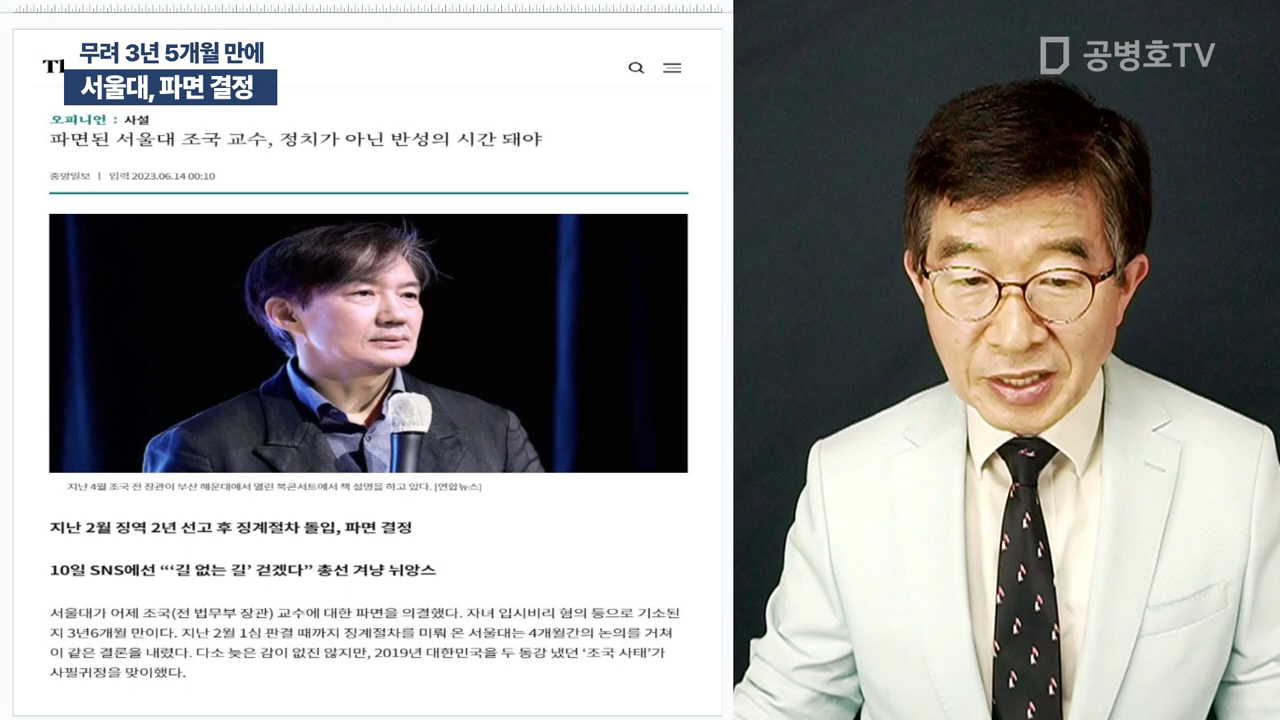 무려 3년 5개월 만에
서울대, 파면 결정
공병호TV
오피니언 : 사설
파면된 서울대 조국 교수, 정치가 아닌 반성의 시간 돼야
중앙일보 | 입력 2023.06.14 00:10
지난 4월 조국 전 장관이 부산 해운대에서 열린 북콘서트에서 책 설명을 하고 있다. [연합뉴스]
지난 2월 징역 2년 선고 후 징계절차 돌입, 파면 결정
10일 SNS에선 “‘길 없는 길’ 걷겠다” 총선 겨냥 뉘앙스
서울대가 어제 조국(전 법무부 장관) 교수에 대한 파면을 의결했다. 자녀 입시비리 혐의 등으로 기소된
지 3년6개월 만이다. 지난 2월 1심 판결 때까지 징계절차를 미뤄 온 서울대는 4개월간의 논의를 거쳐
이 같은 결론을 내렸다. 다소 늦은 감이 없진 않지만, 2019년 대한민국을 두 동강 냈던 ‘조국 사태’가
사필귀정을 맞이했다.